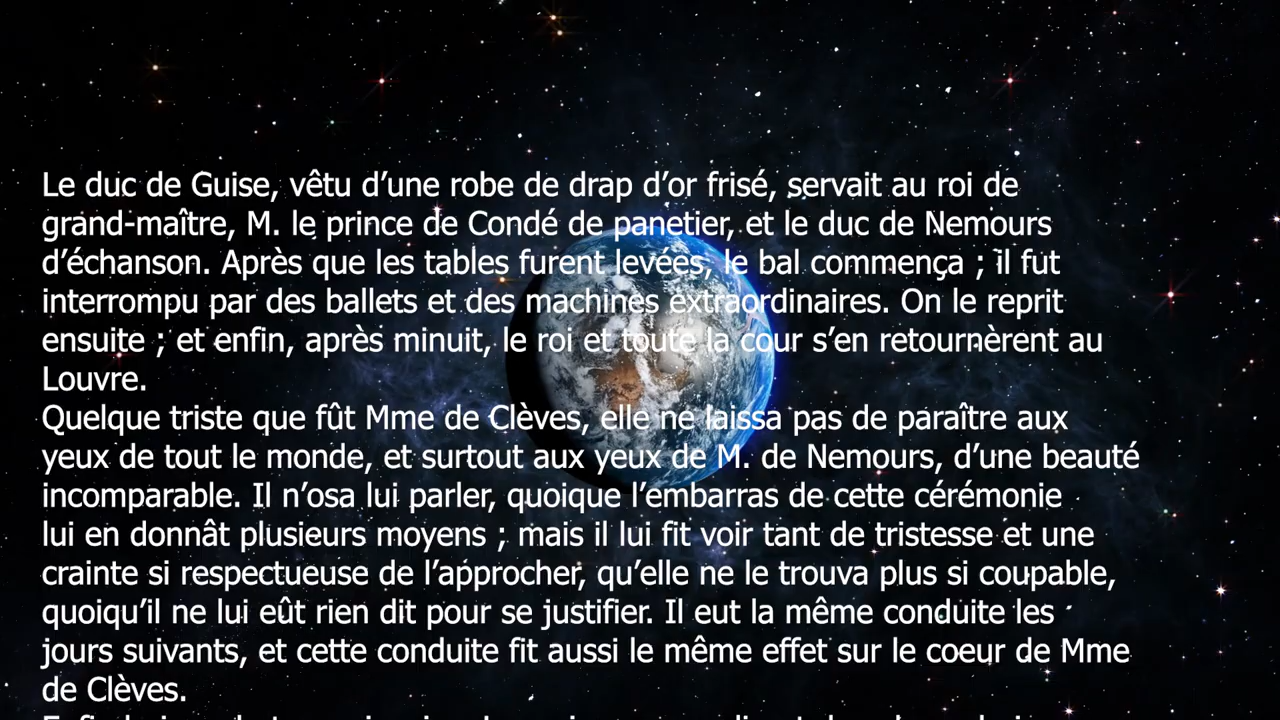 Le duc de Guise, vêtu d’une robe de drap d’or frisé, servait au roi de
grand-maître, M. le prince de Condé de panetier, et le duc de Nemours
d’échanson. Après que les tables furent levées, le bal commença ; il fut
interrompu par des ballets et des machines extraordinaires. On le reprit
ensuite ; et enfin, après minuit, le roi et toute la cour s’en retournèrent au
Louvre.
Quelque triste que fût Mme de Clèves, elle ne laissa pas de paraître aux
yeux de tout le monde, et surtout aux yeux de M. de Nemours, d’une beauté
incomparable. Il n’osa lui parler, quoique l’embarras de cette cérémonie
lui en donnât plusieurs moyens ; mais il lui fit voir tant de tristesse et une
crainte si respectueuse de l’approcher, qu’elle ne le trouva plus si coupable,
quoiqu’il ne lui eût rien dit pour se justifier. Il eut la même conduite les
jours suivants, et cette conduite fit aussi le même effet sur le coeur de Mme
de Clèves.